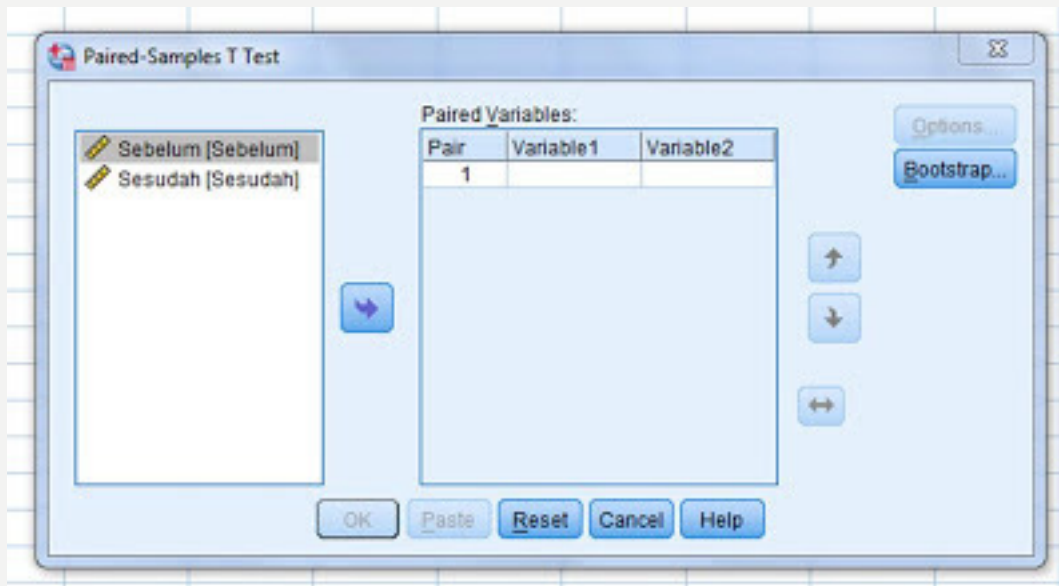 Paired-Samples T Test
Sebelum [Sebelum]
Sesudah [Sesudah]
Paired Variables:
Pair Variable1 Variable2
1
Options...
Bootstrap...
OK Paste Reset Cancel Help